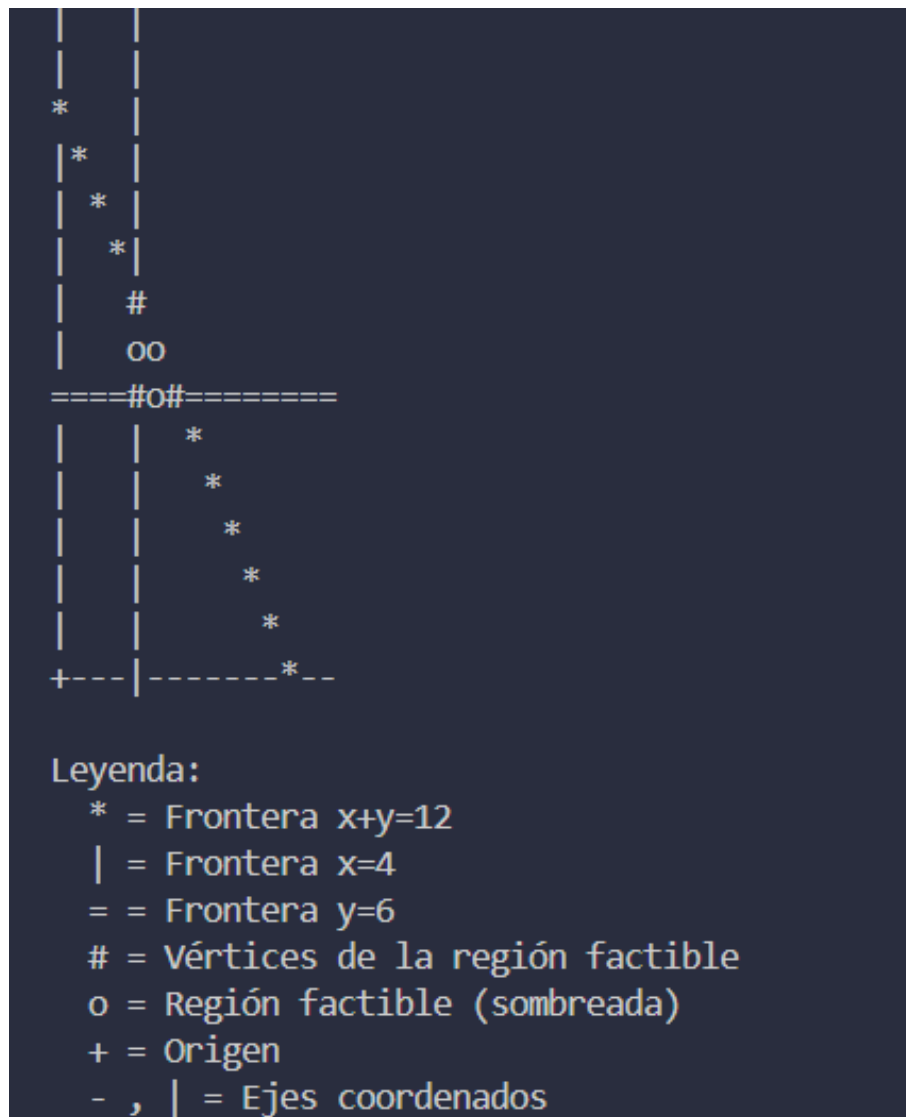 |   |
|   |
*   |
|*  |
| * |
|  *|
|   #
|   oo
====#o#========
|   |  *
|   |   *
|   |    *
|   |     *
|   |      *
+---|-------*--
Leyenda:
  * = Frontera x+y=12
  | = Frontera x=4
  = = Frontera y=6
  # = Vértices de la región factible
  o = Región factible (sombreada)
  + = Origen
  - , | = Ejes coordenados